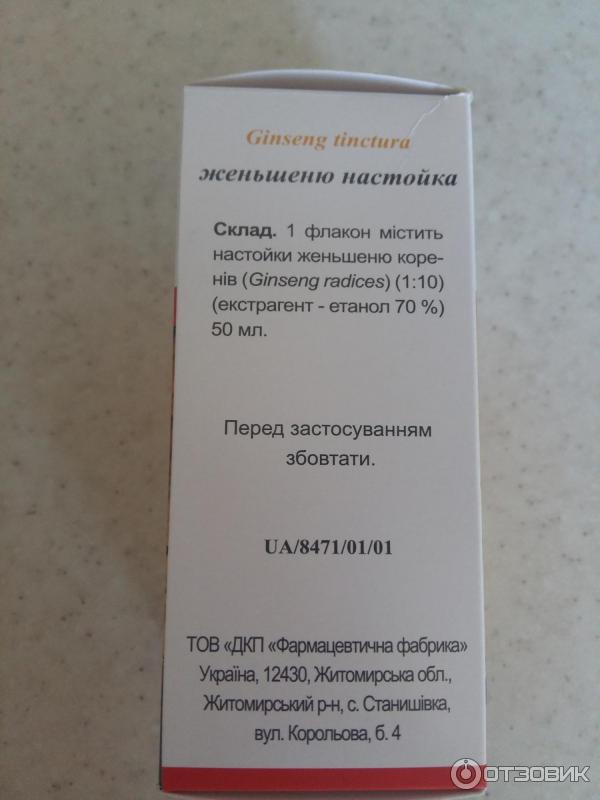 Ginseng tinctura
женьшеню настойка
Склад. 1 флакон містить
настойки женьшеню коре-
нів (Ginseng radices) (1:10)
(екстрагент - етанол 70 %)
50 мл.
Перед застосуванням
збовтати.
UA/8471/01/01
ТОВ «ДКП «Фармацевтична фабрика»
Україна, 12430, Житомирська обл.,
Житомирський р-н, с. Станишівка,
вул. Корольова, б. 4
ОТЗОВИК